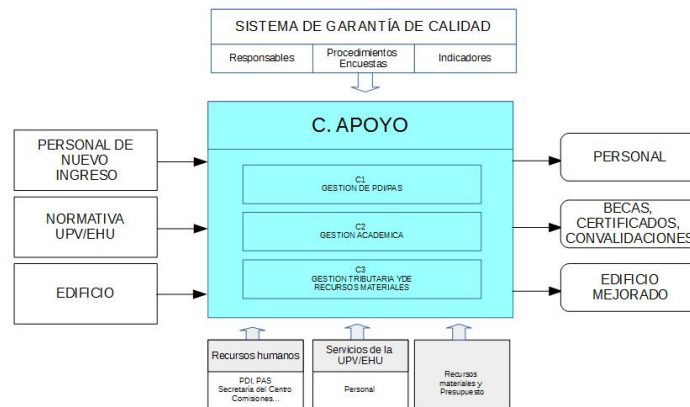 SISTEMA DE GARANTÍA DE CALIDAD
Responsables
Procedimientos
Encuestas
Indicadores
C. APOYO
PERSONAL DE
NUEVO
INGRESO
NORMATIVA
UPV/EHU
EDIFICIO
C1
GESTION DE PDI/PAS
C2
GESTION ACADEMICA
C3
GESTION TRIBUTARIA YDE
RECURSOS MATERIALES
PERSONAL
BECAS,
CERTIFICADOS,
CONVALIDACIONES
EDIFICIO
MEJORADO
Recursos humanos
PDI, PAS
Secretaria del Centro
Comisiones...
Servicios de la
UPV/EHU
Personal
Recursos
materiales y
Presupuesto